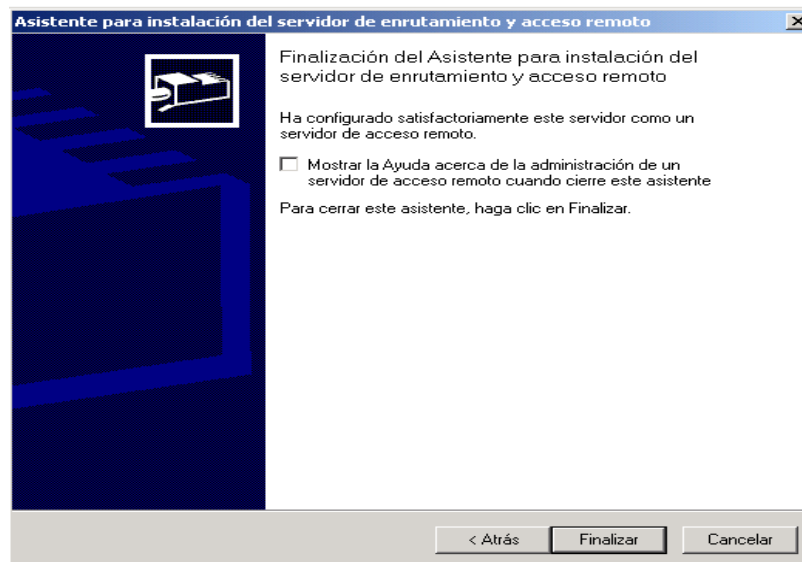 Asistente para instalación del servidor de enrutamiento y acceso remoto
Finalización del Asistente para instalación del
servidor de enrutamiento y acceso remoto
Ha configurado satisfactoriamente este servidor como un
servidor de acceso remoto.
Mostrar la Ayuda acerca de la administración de un
servidor de acceso remoto cuando cierre este asistente
Para cerrar este asistente, haga clic en Finalizar.
< Atrás
Finalizar
Cancelar